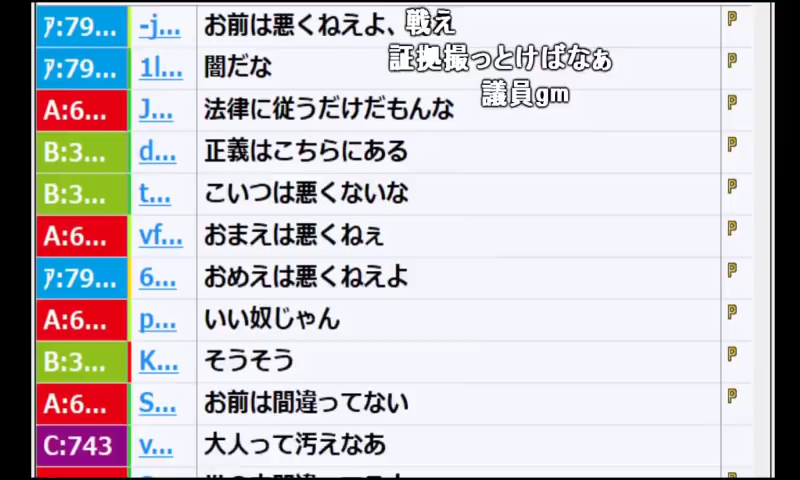 ｱ:79... -j... お前は悪くねえよ、 P
戦え
ｱ:79... 1l... 闇だな P
証拠撮っとけばなぁ
議員gm
A:6... J... 法律に従うだけだもんな P
B:3... d... 正義はこちらにある P
B:3... t... こいつは悪くないな P
A:6... vf... おまえは悪くねぇ P
ｱ:79... 6... おめえは悪くねえよ P
A:6... p... いい奴じゃん P
B:3... K... そうそう P
A:6... S... お前は間違ってない P
C:743 v... 大人って汚えなあ